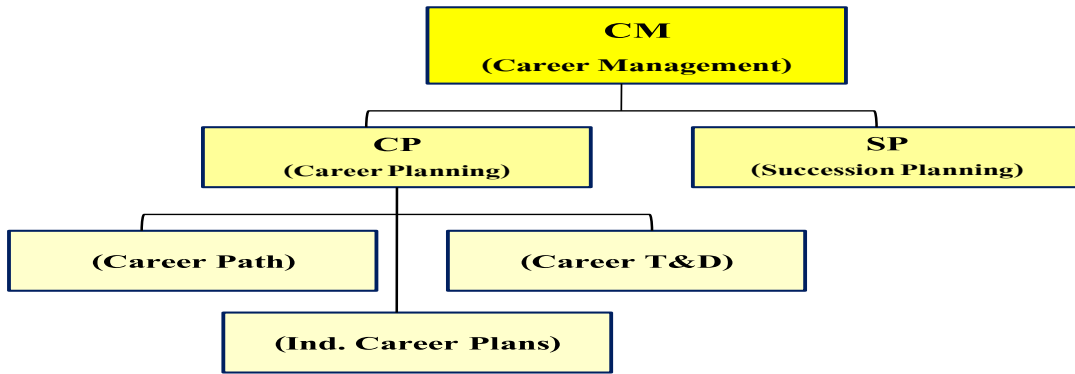 CM
(Career Management)
CP
(Career Planning)
SP
(Succession Planning)
(Career Path)
(Career T&D)
(Ind. Career Plans)